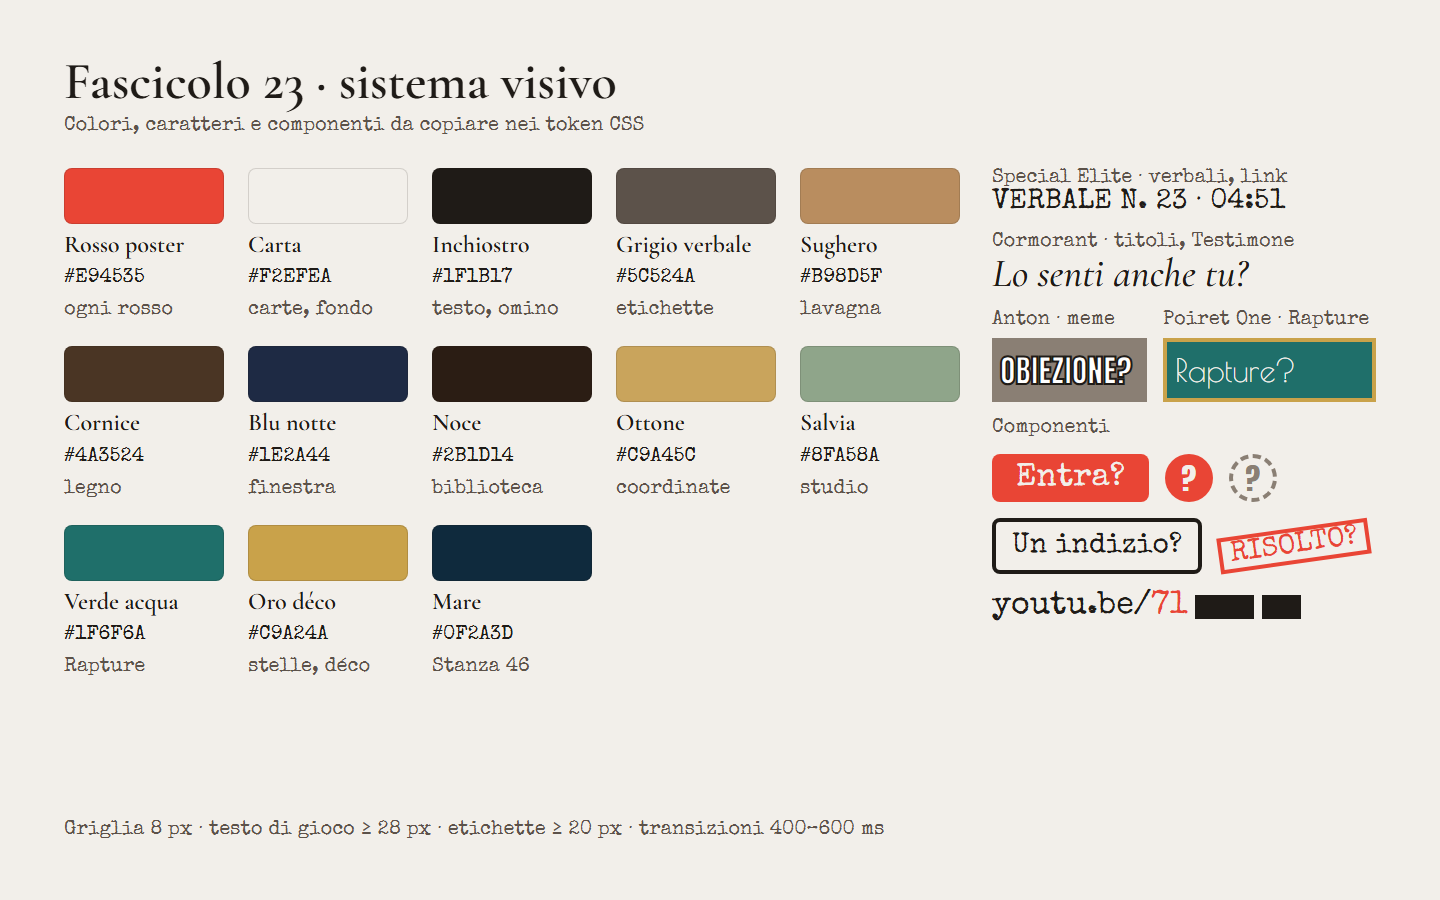 Fascicolo 23 · sistema visivo
Colori, caratteri e componenti da copiare nei token CSS
Rosso poster
#E94535
ogni rosso
Carta
#F2EFEA
carte, fondo
Inchiostro
#1F1B17
testo, omino
Grigio verbale
#5C524A
etichette
Sughero
#B98D5F
lavagna
Cornice
#4A3524
legno
Blu notte
#1E2A44
finestra
Noce
#2B1D14
biblioteca
Ottone
#C9A45C
coordinate
Salvia
#8FA58A
studio
Verde acqua
#1F6F6A
Rapture
Oro déco
#C9A24A
stelle, déco
Mare
#0F2A3D
Stanza 46
Special Elite · verbali, link
VERBALE N. 23 · 04:51
Cormorant · titoli, Testimone
Lo senti anche tu?
Anton · meme
OBIEZIONE?
Poiret One · Rapture
Rapture?
Componenti
Entra?
?
?
Un indizio?
RISOLTO?
youtu.be/71
Griglia 8 px · testo di gioco ≥ 28 px · etichette ≥ 20 px · transizioni 400–600 ms